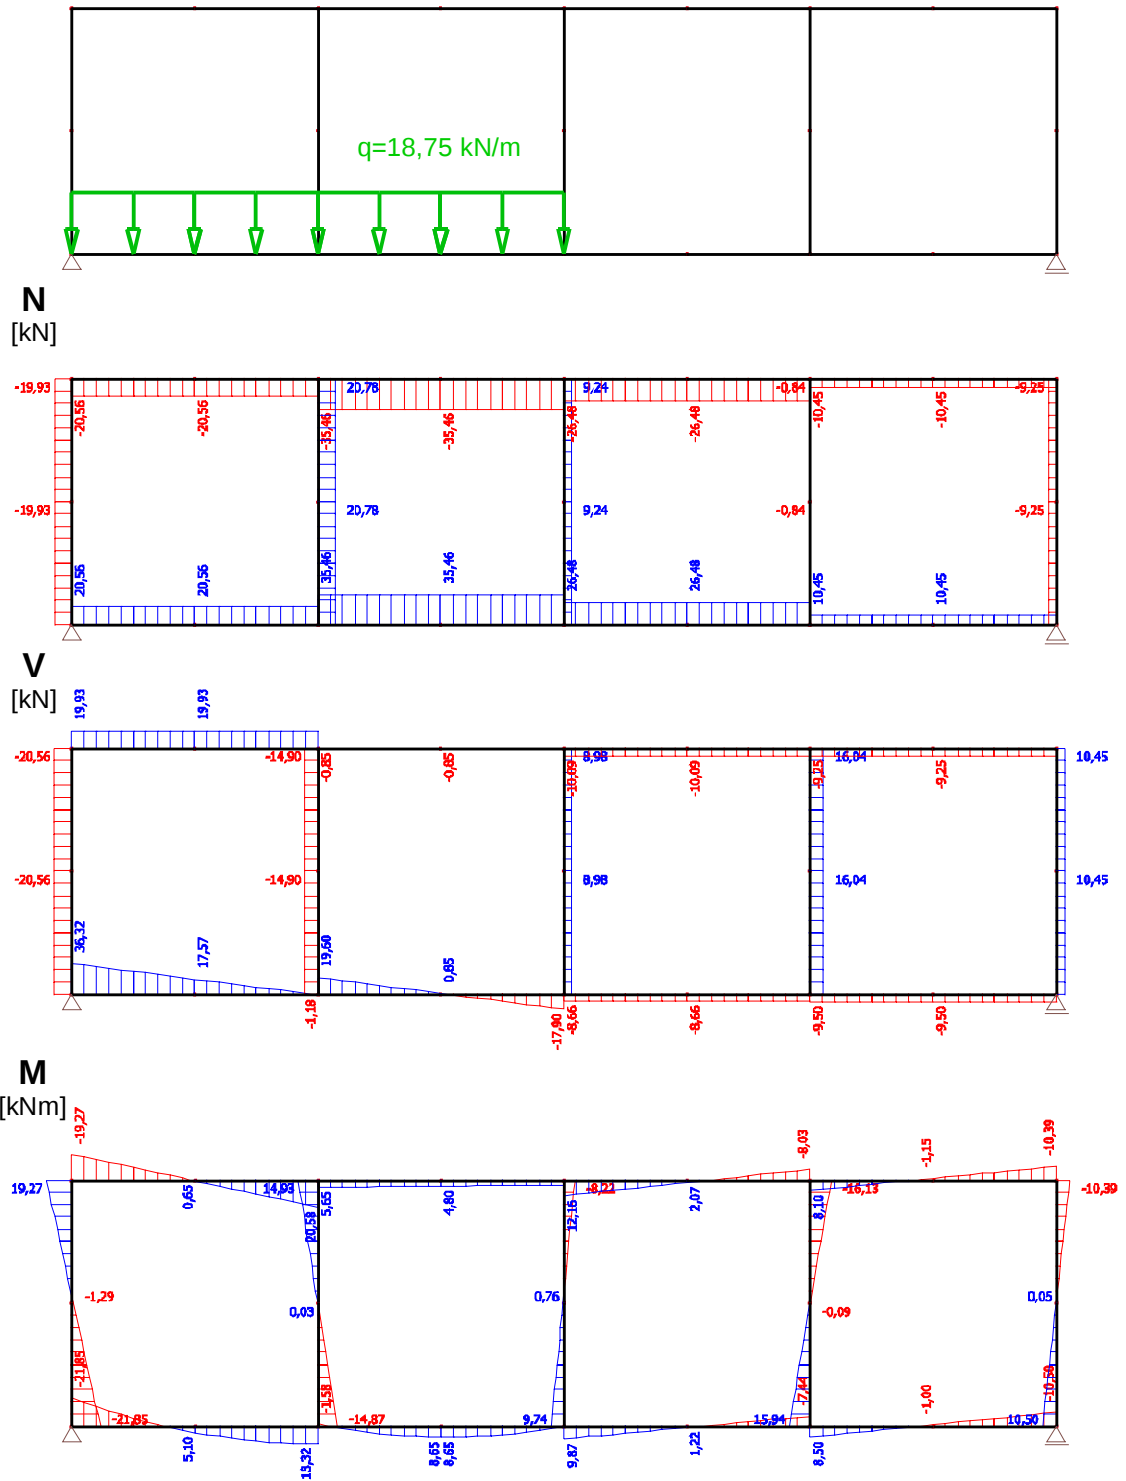 q=18,75 kN/m
N
[kN]
-19,93 20,78 9,24 -0,84 -9,25
-20,56 -20,56 -35,46 -35,46 -26,48 -26,48 -10,45 -10,45
-19,93 20,78 9,24 -0,84 -9,25
20,56 20,56 35,46 35,46 26,48 26,48 10,45 10,45
V
[kN]
19,93 19,93
-20,56 -14,90 -0,85 -0,85 -10,09 8,98 -10,09 -9,25 16,04 -9,25 10,45
-20,56 -14,90 8,98 16,04 10,45
36,32 17,57 19,60 0,85
-1,18 -17,90 -8,66 -8,66 -9,50 -9,50
M
[kNm]
-19,27 -8,03 -1,15 -10,39
19,27 0,65 14,93 5,65 4,80 -8,22 2,07 8,10 -16,13 -10,39
20,58 12,16
-1,29 0,03 0,76 -0,09 0,05
-21,85 -1,58 -7,44 -1,00 -10,50
-21,85 -14,87 9,74 15,94 10,50
5,10 13,32 8,65 8,65 9,87 1,22 8,50